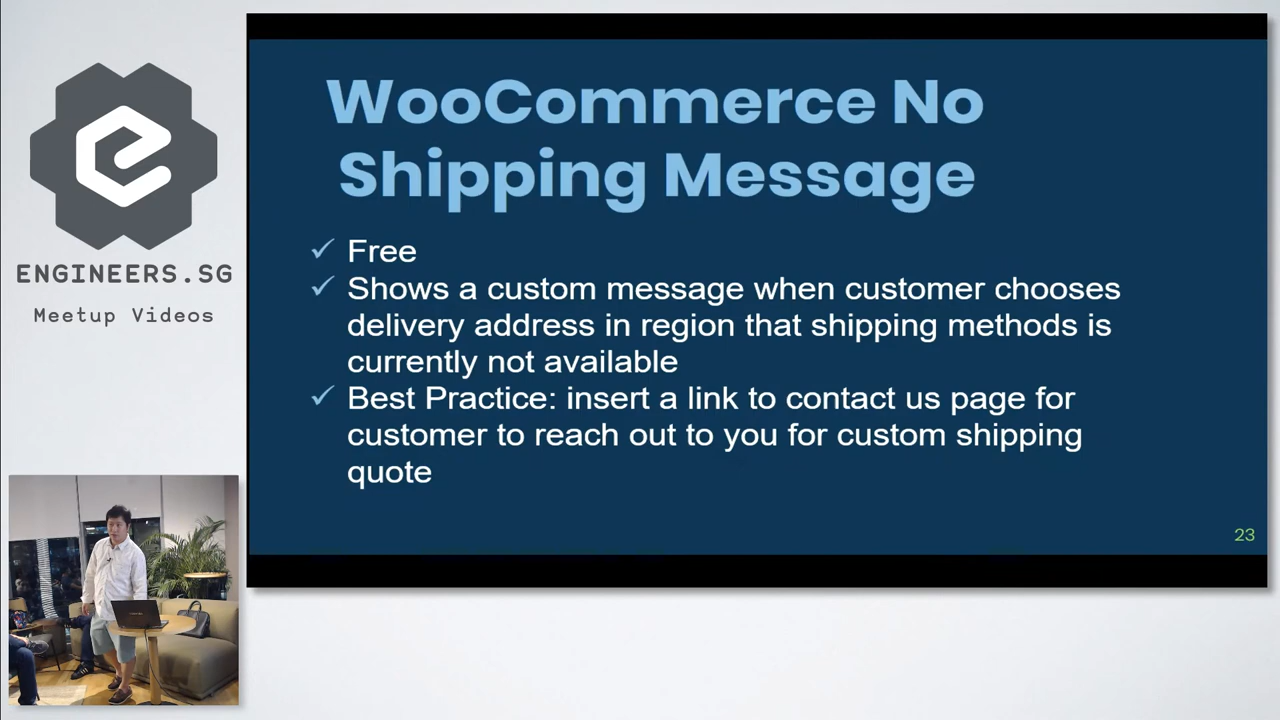 ENGINEERS.SG
Meetup Videos
WooCommerce No
Shipping Message
✓ Free
✓ Shows a custom message when customer chooses
delivery address in region that shipping methods is
currently not available
✓ Best Practice: insert a link to contact us page for
customer to reach out to you for custom shipping
quote
23